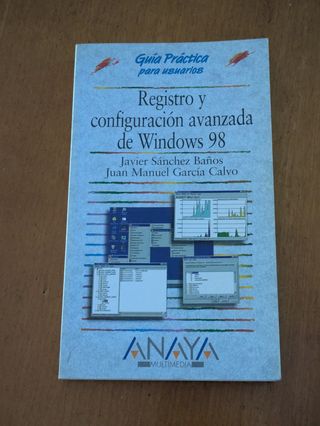 Guía Práctica
para usuarios
Registro y
configuración avanzada
de Windows 98
Javier Sánchez Baños
Juan Manuel García Calvo
ANAYA
MULTIMEDIA